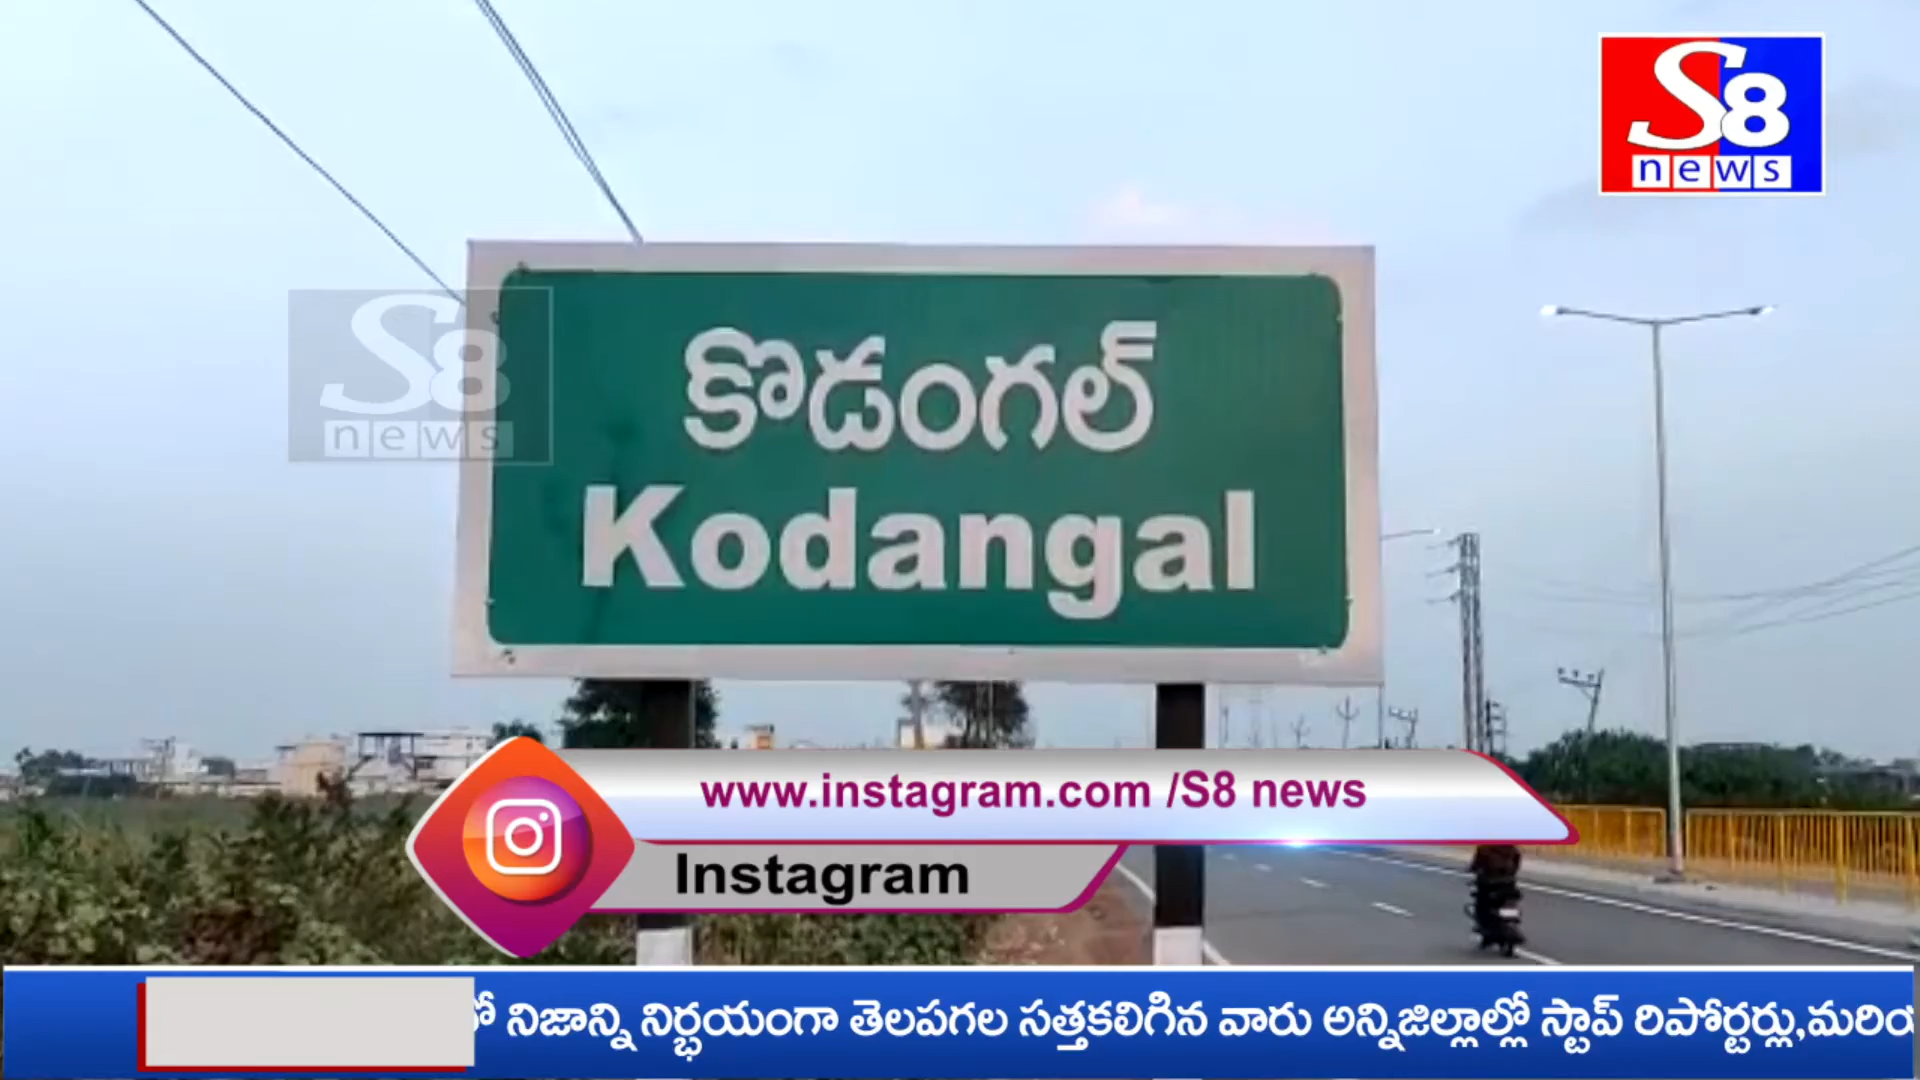 S8
news
S8
news
కొడంగల్
Kodangal
www.instagram.com /S8 news
Instagram
నిజాన్ని నిర్భయంగా తెలపగల సత్తకలిగిన వారు అన్నిజిల్లాల్లో స్టాప్ రిపోర్టర్లు,